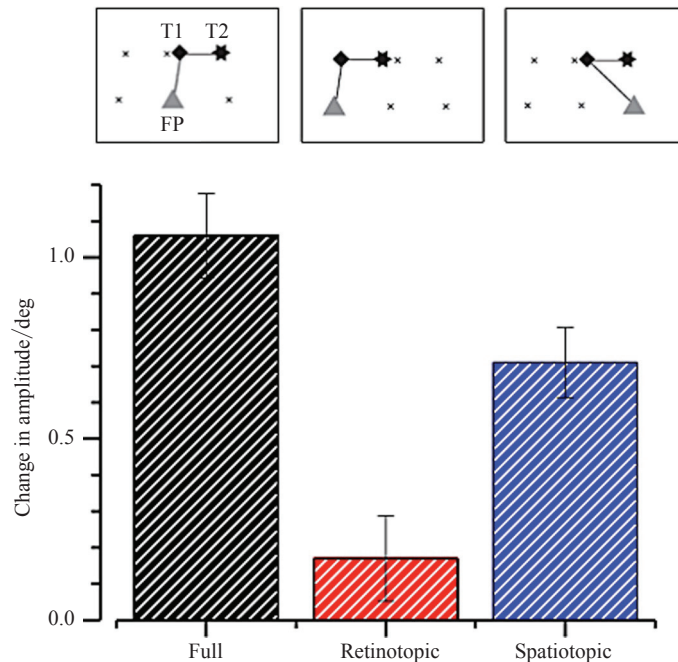 T1 T2
FP
Change in amplitude/deg
1.0
0.5
0.0
Full Retinotopic Spatiotopic